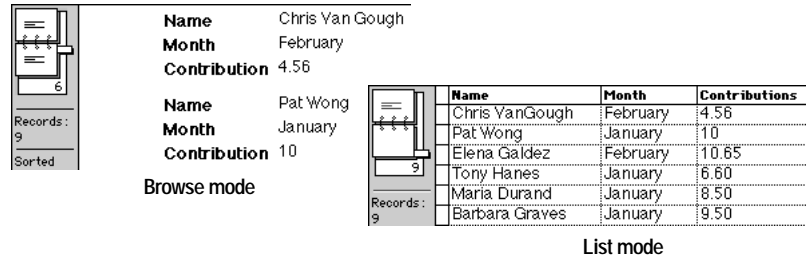 Name Chris Van Gough
Month February
Contribution 4.56
6
Name Pat Wong
Month January
Contribution 10
Records:
9
Sorted
Browse mode
Name Month Contributions
Chris VanGough February 4.56
Pat Wong January 10
Elena Galdez February 10.65
Tony Hanes January 6.60
Maria Durand January 8.50
Barbara Graves January 9.50
9
Records:
9
List mode